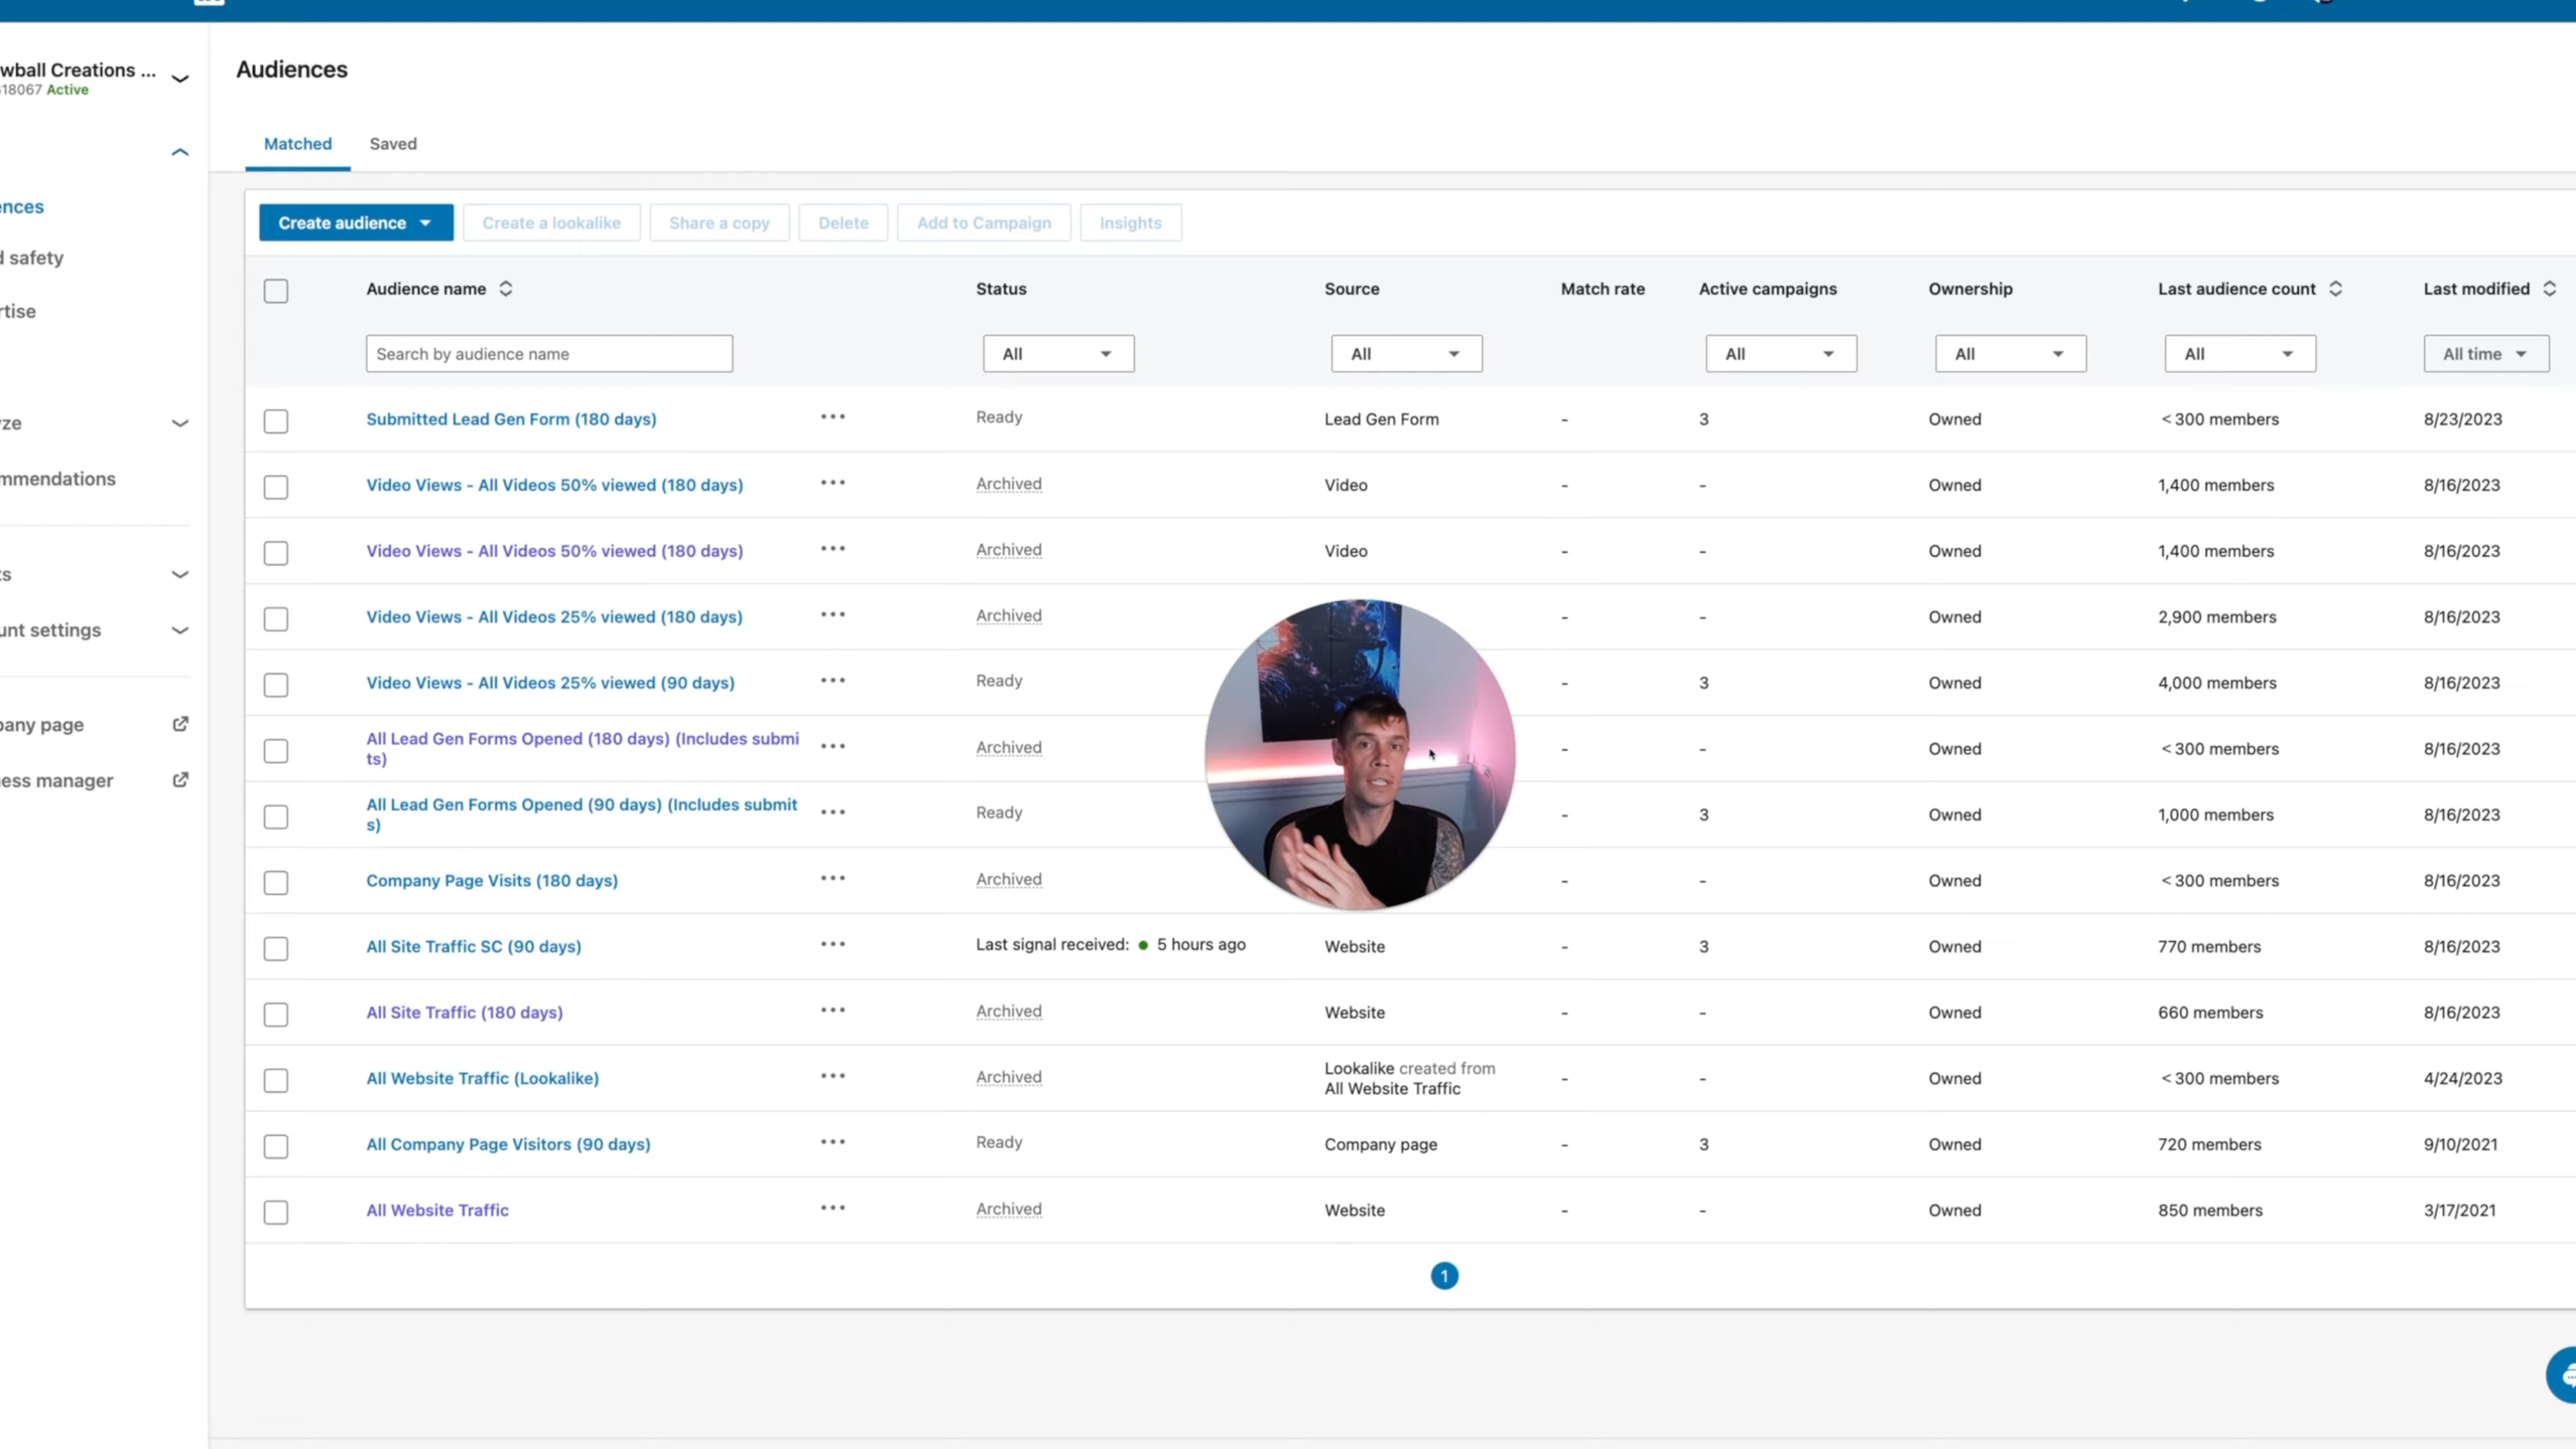 wball Creations ...
618067 Active
ences
d safety
rtise
ze
mmendations
ts
unt settings
pany page
ness manager
Audiences
Matched Saved
Create audience Create a lookalike Share a copy Delete Add to Campaign Insights
Audience name Status Source Match rate Active campaigns Ownership Last audience count Last modified
Search by audience name All All All All All All time
Submitted Lead Gen Form (180 days) ••• Ready Lead Gen Form - 3 Owned <300 members 8/23/2023
Video Views - All Videos 50% viewed (180 days) ••• Archived Video - - Owned 1,400 members 8/16/2023
Video Views - All Videos 50% viewed (180 days) ••• Archived Video - - Owned 1,400 members 8/16/2023
Video Views - All Videos 25% viewed (180 days) ••• Archived - - Owned 2,900 members 8/16/2023
Video Views - All Videos 25% viewed (90 days) ••• Ready - 3 Owned 4,000 members 8/16/2023
All Lead Gen Forms Opened (180 days) (Includes submi
ts) ••• Archived - - Owned <300 members 8/16/2023
All Lead Gen Forms Opened (90 days) (Includes submit
s) ••• Ready - 3 Owned 1,000 members 8/16/2023
Company Page Visits (180 days) ••• Archived - - Owned <300 members 8/16/2023
All Site Traffic SC (90 days) ••• Last signal received: ● 5 hours ago Website - 3 Owned 770 members 8/16/2023
All Site Traffic (180 days) ••• Archived Website - - Owned 660 members 8/16/2023
All Website Traffic (Lookalike) ••• Archived Lookalike created from
All Website Traffic - - Owned <300 members 4/24/2023
All Company Page Visitors (90 days) ••• Ready Company page - 3 Owned 720 members 9/10/2021
All Website Traffic ••• Archived Website - - Owned 850 members 3/17/2021
1